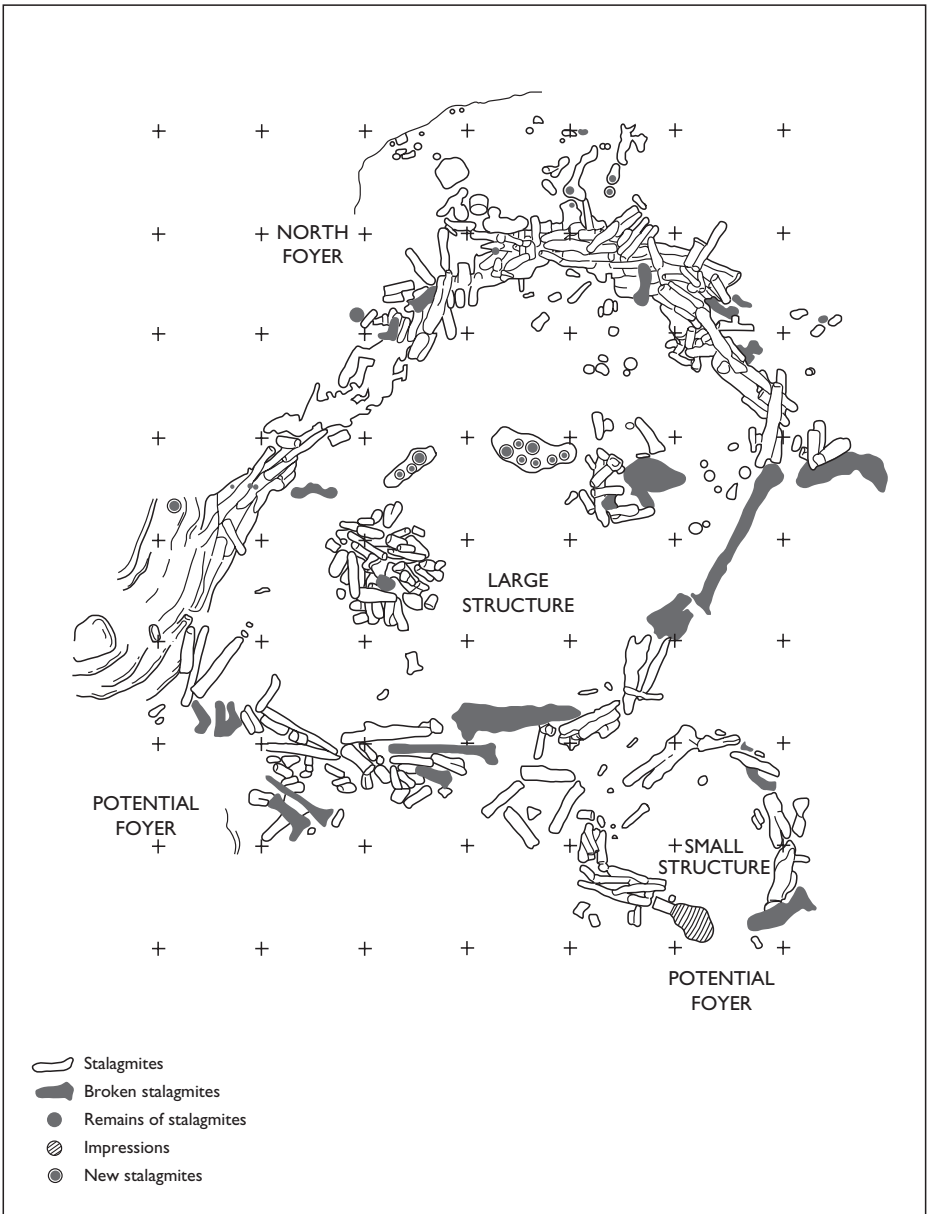 NORTH
FOYER
LARGE
STRUCTURE
POTENTIAL
FOYER
SMALL
STRUCTURE
POTENTIAL
FOYER
Stalagmites
Broken stalagmites
Remains of stalagmites
Impressions
New stalagmites